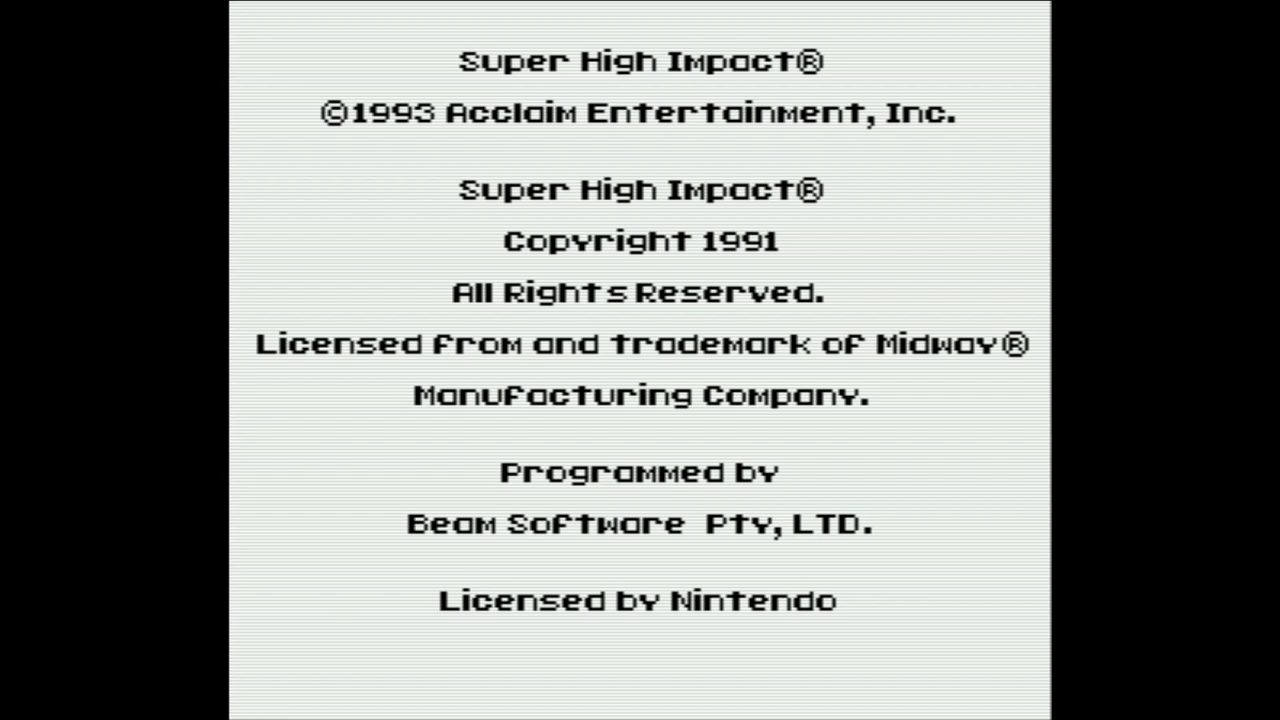 Super High Impact®
©1993 Acclaim Entertainment, Inc.
Super High Impact®
Copyright 1991
All Rights Reserved.
Licensed from and trademark of Midway®
Manufacturing Company.
Programmed by
Beam Software Pty, LTD.
Licensed by Nintendo